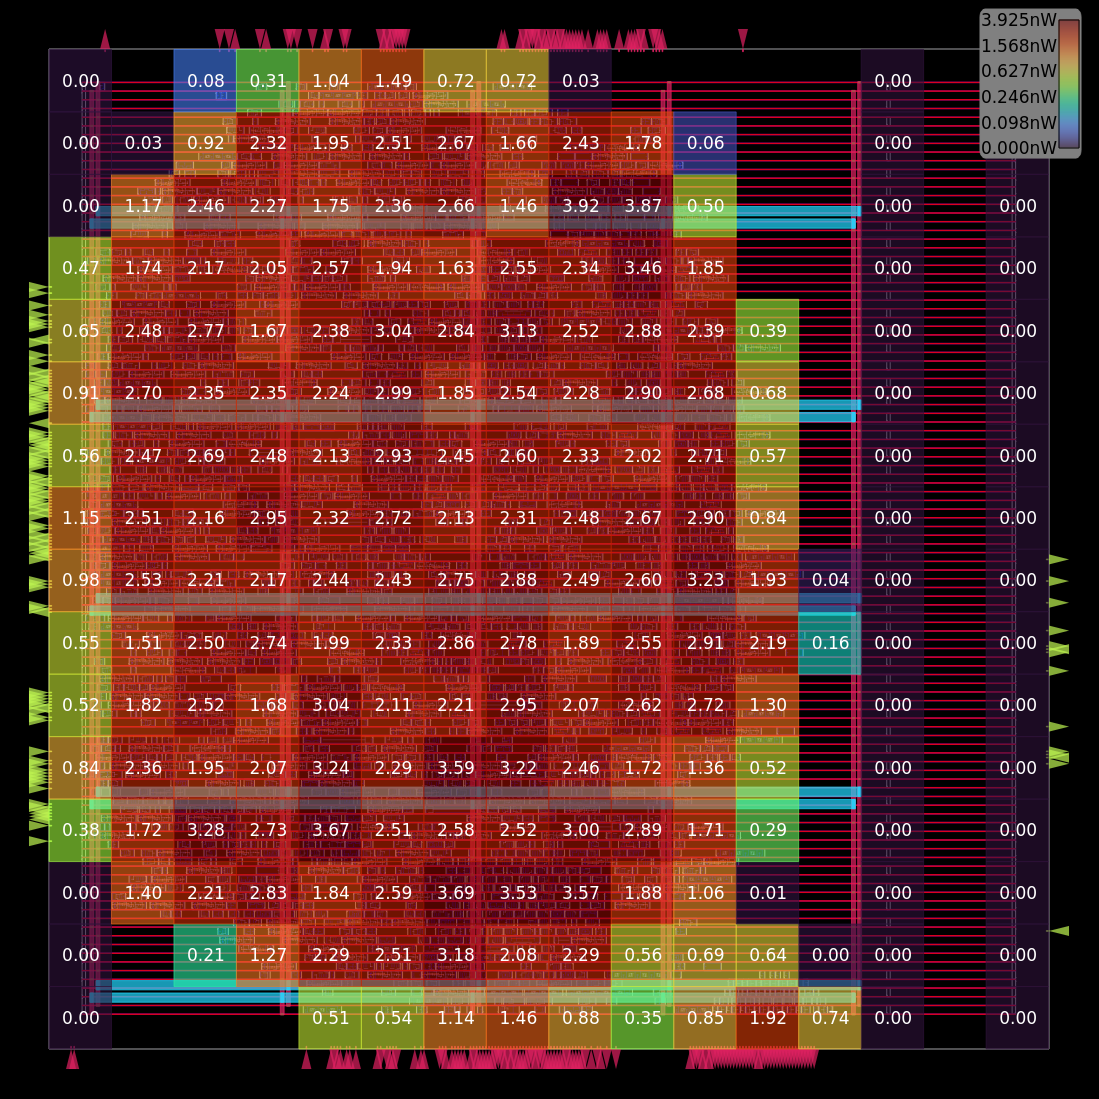 3.925nW
1.568nW
0.627nW
0.246nW
0.098nW
0.000nW
0.00 0.08 0.31 1.04 1.49 0.72 0.72 0.03 0.00
0.00 0.03 0.92 2.32 1.95 2.51 2.67 1.66 2.43 1.78 0.06 0.00
0.00 1.17 2.46 2.27 1.75 2.36 2.66 1.46 3.92 3.87 0.50 0.00 0.00
0.47 1.74 2.17 2.05 2.57 1.94 1.63 2.55 2.34 3.46 1.85 0.00 0.00
0.65 2.48 2.77 1.67 2.38 3.04 2.84 3.13 2.52 2.88 2.39 0.39 0.00 0.00
0.91 2.70 2.35 2.35 2.24 2.99 1.85 2.54 2.28 2.90 2.68 0.68 0.00 0.00
0.56 2.47 2.69 2.48 2.13 2.93 2.45 2.60 2.33 2.02 2.71 0.57 0.00 0.00
1.15 2.51 2.16 2.95 2.32 2.72 2.13 2.31 2.48 2.67 2.90 0.84 0.00 0.00
0.98 2.53 2.21 2.17 2.44 2.43 2.75 2.88 2.49 2.60 3.23 1.93 0.04 0.00 0.00
0.55 1.51 2.50 2.74 1.99 2.33 2.86 2.78 1.89 2.55 2.91 2.19 0.16 0.00 0.00
0.52 1.82 2.52 1.68 3.04 2.11 2.21 2.95 2.07 2.62 2.72 1.30 0.00 0.00
0.84 2.36 1.95 2.07 3.24 2.29 3.59 3.22 2.46 1.72 1.36 0.52 0.00 0.00
0.38 1.72 3.28 2.73 3.67 2.51 2.58 2.52 3.00 2.89 1.71 0.29 0.00 0.00
0.00 1.40 2.21 2.83 1.84 2.59 3.69 3.53 3.57 1.88 1.06 0.01 0.00 0.00
0.00 0.21 1.27 2.29 2.51 3.18 2.08 2.29 0.56 0.69 0.64 0.00 0.00 0.00
0.00 0.51 0.54 1.14 1.46 0.88 0.35 0.85 1.92 0.74 0.00 0.00